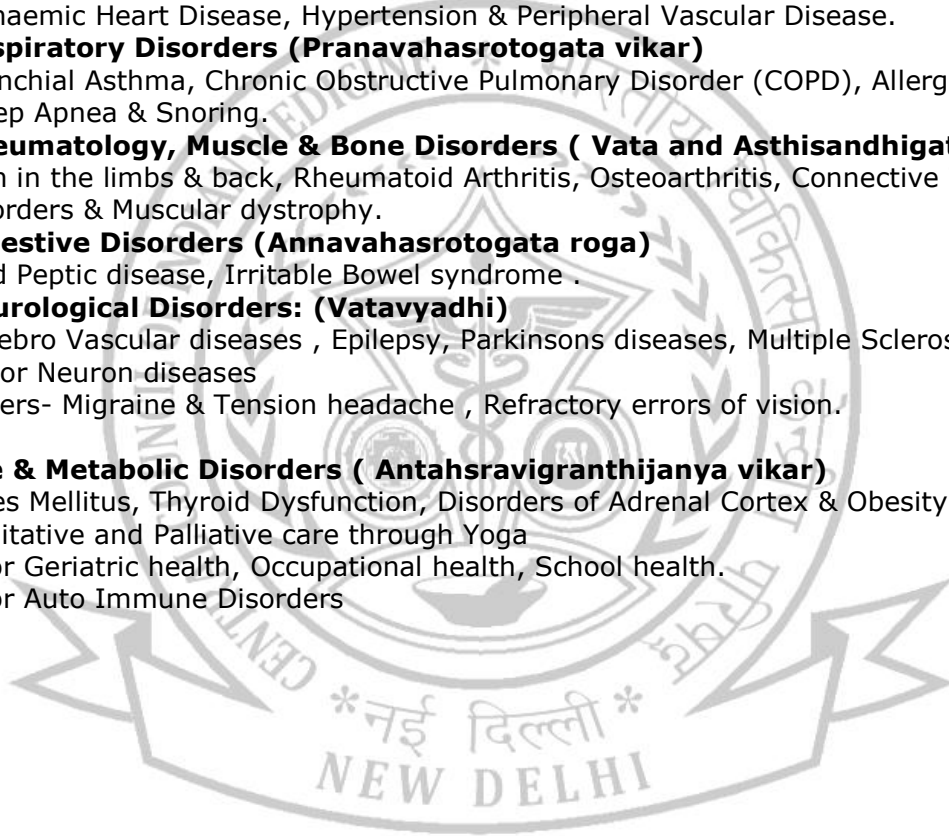 naemic Heart Disease, Hypertension & Peripheral Vascular Disease.
spiratory Disorders (Pranavahasrotogata vikar)
nchial Asthma, Chronic Obstructive Pulmonary Disorder (COPD), Allerg
ep Apnea & Snoring.
eumatology, Muscle & Bone Disorders ( Vata and Asthisandhigat
n in the limbs & back, Rheumatoid Arthritis, Osteoarthritis, Connective
orders & Muscular dystrophy.
estive Disorders (Annavahasrotogata roga)
d Peptic disease, Irritable Bowel syndrome .
urological Disorders: (Vatavyadhi)
ebro Vascular diseases , Epilepsy, Parkinsons diseases, Multiple Scleros
or Neuron diseases
ers- Migraine & Tension headache , Refractory errors of vision.
e & Metabolic Disorders ( Antahsravigranthijanya vikar)
es Mellitus, Thyroid Dysfunction, Disorders of Adrenal Cortex & Obesity
itative and Palliative care through Yoga
or Geriatric health, Occupational health, School health.
or Auto Immune Disorders
*नई दिल्ली*
NEW DELHI